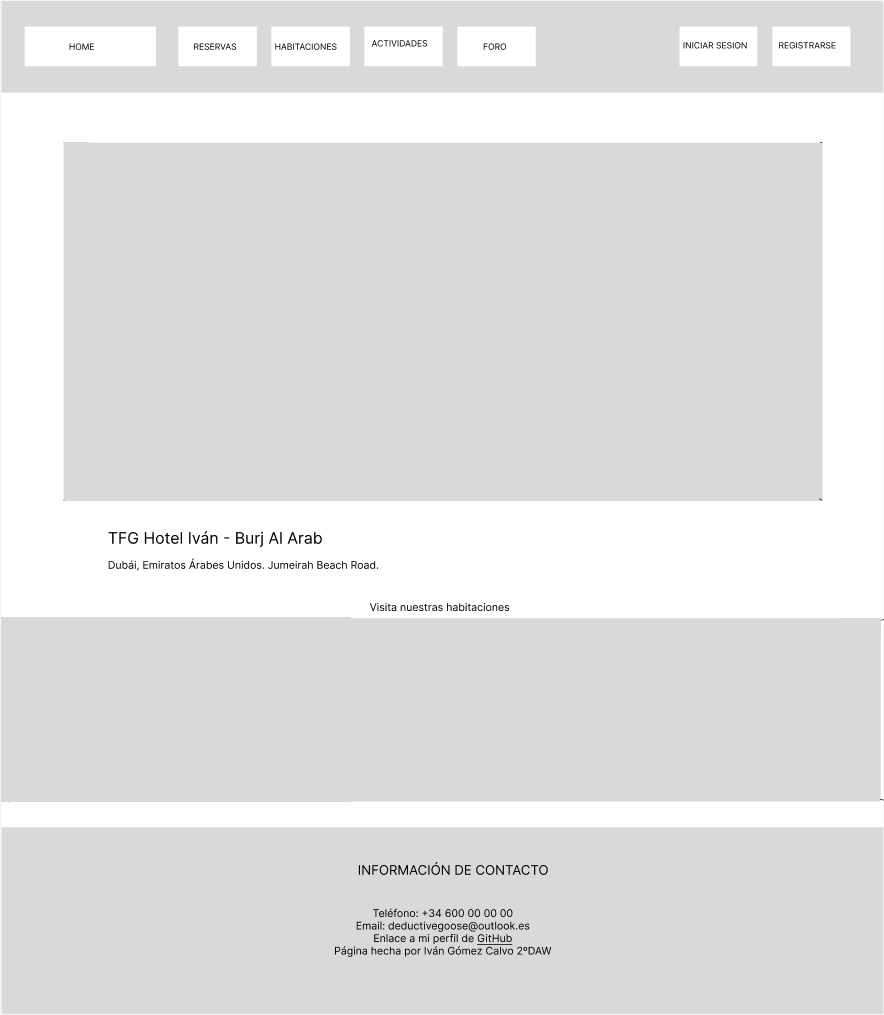 HOME
RESERVAS
HABITACIONES
ACTIVIDADES
FORO
INICIAR SESION
REGISTRARSE
TFG Hotel Iván - Burj Al Arab
Dubái, Emiratos Árabes Unidos. Jumeirah Beach Road.
Visita nuestras habitaciones
INFORMACIÓN DE CONTACTO
Teléfono: +34 600 00 00 00
Email: deductivegoose@outlook.es
Enlace a mi perfil de GitHub
Página hecha por Iván Gómez Calvo 2ºDAW